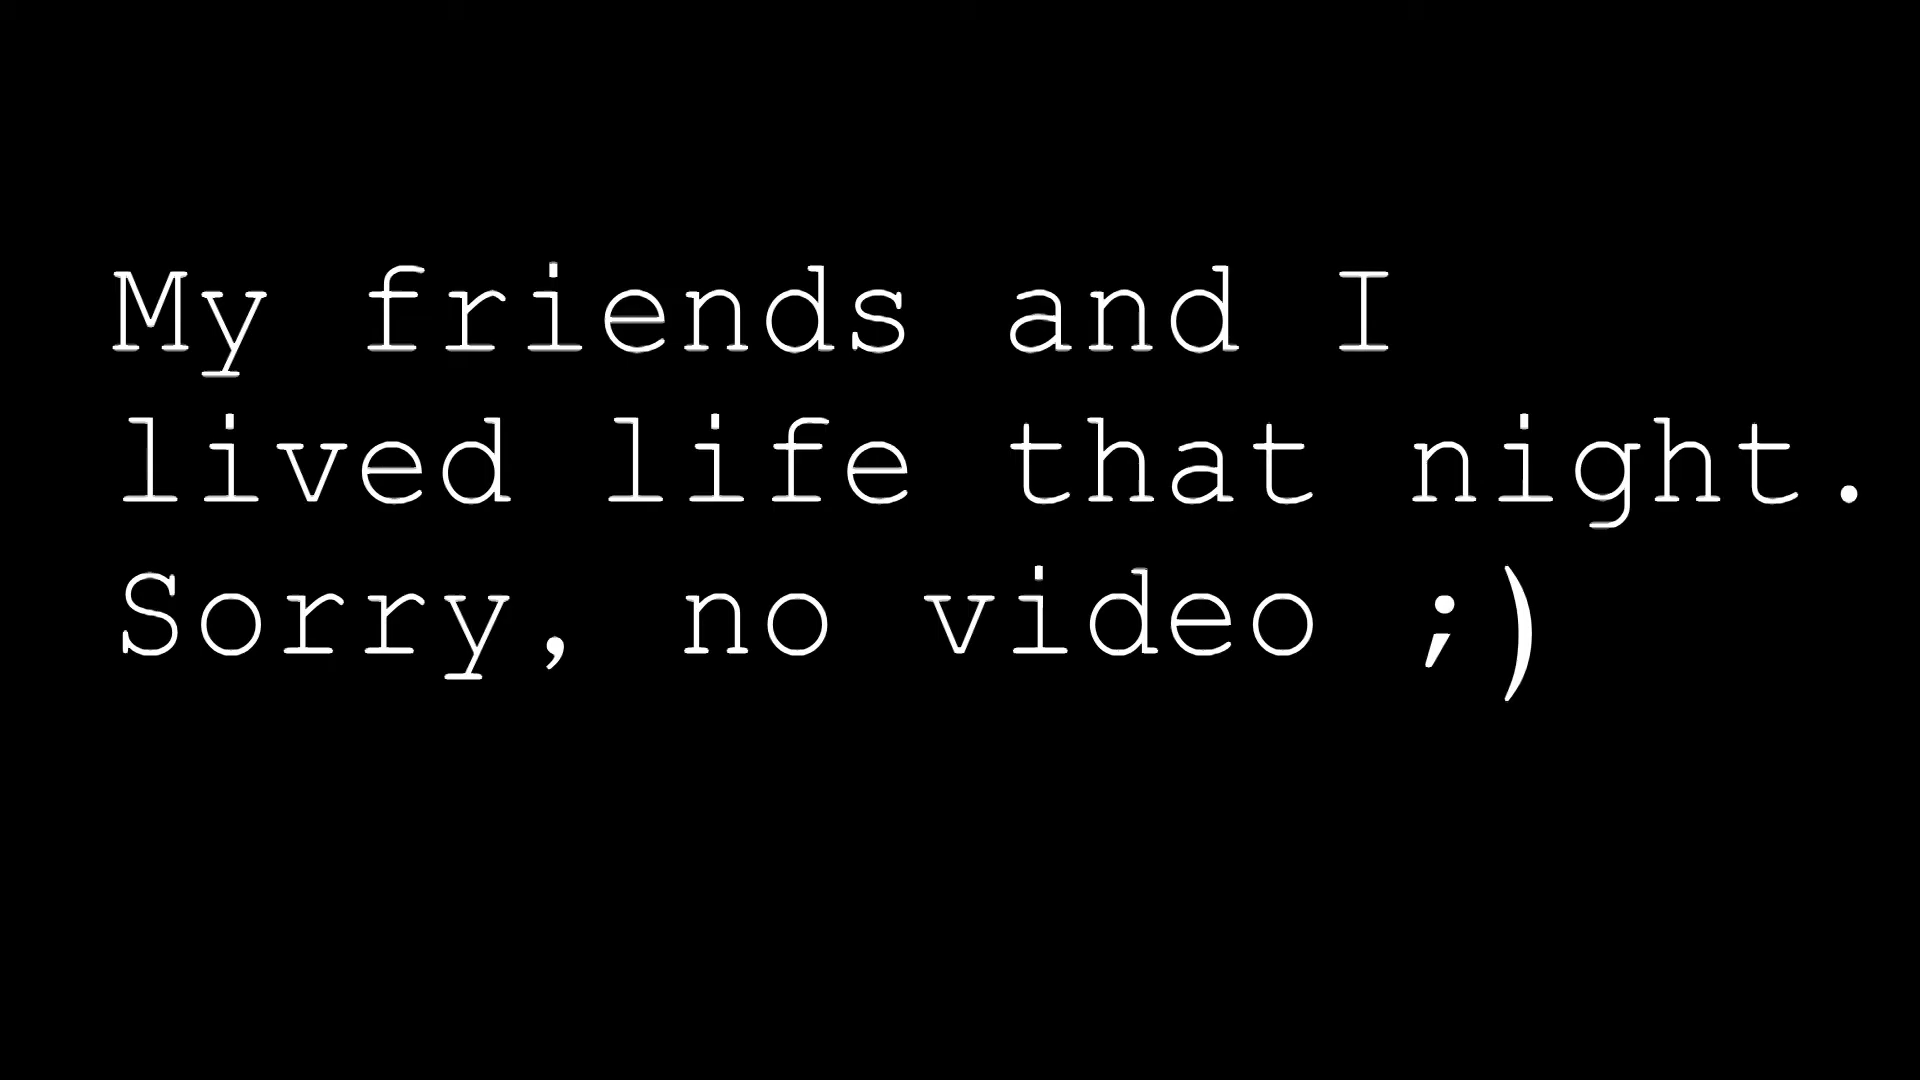 My friends and I
lived life that night.
Sorry, no video ;)